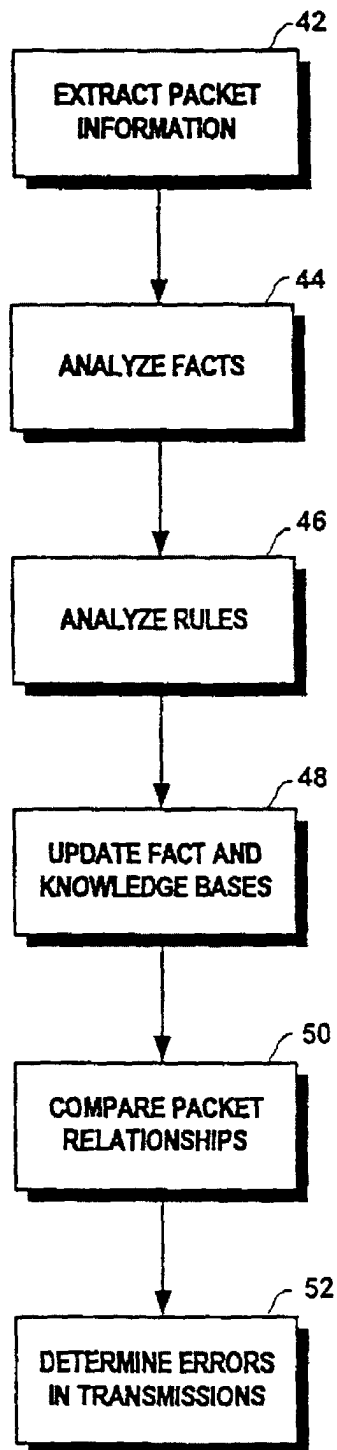 42
EXTRACT PACKET
INFORMATION
44
ANALYZE FACTS
46
ANALYZE RULES
48
UPDATE FACT AND
KNOWLEDGE BASES
50
COMPARE PACKET
RELATIONSHIPS
52
DETERMINE ERRORS
IN TRANSMISSIONS